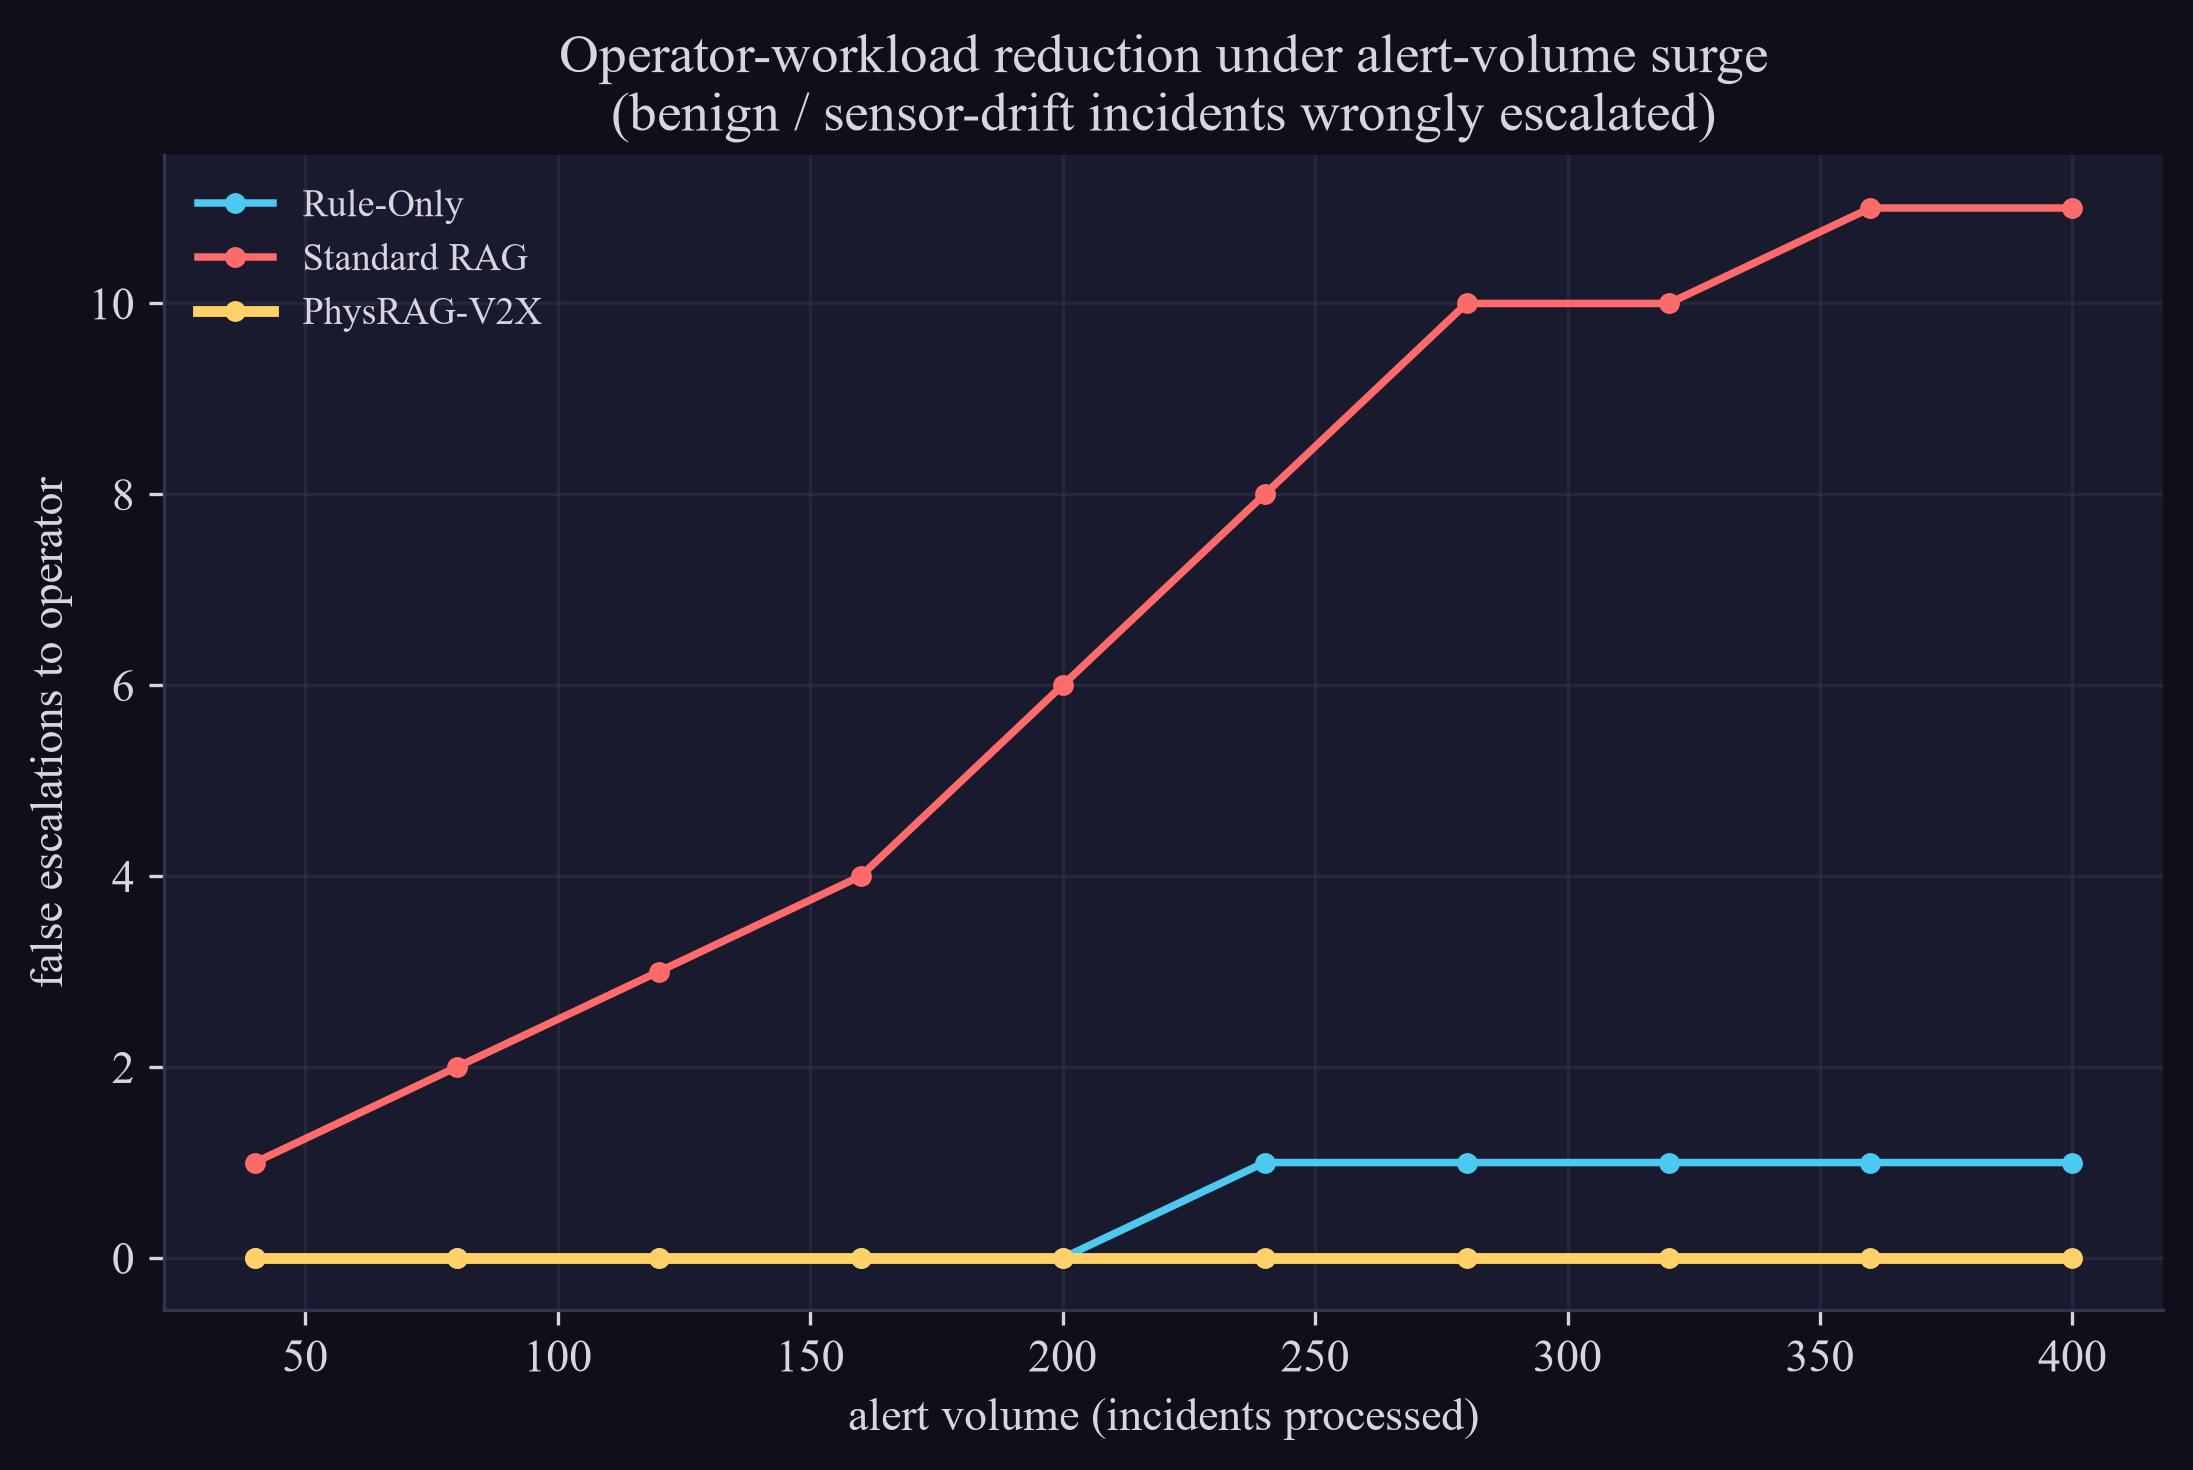 Operator-workload reduction under alert-volume surge
(benign / sensor-drift incidents wrongly escalated)
Rule-Only
Standard RAG
PhysRAG-V2X
false escalations to operator
10
8
6
4
2
0
50 100 150 200 250 300 350 400
alert volume (incidents processed)